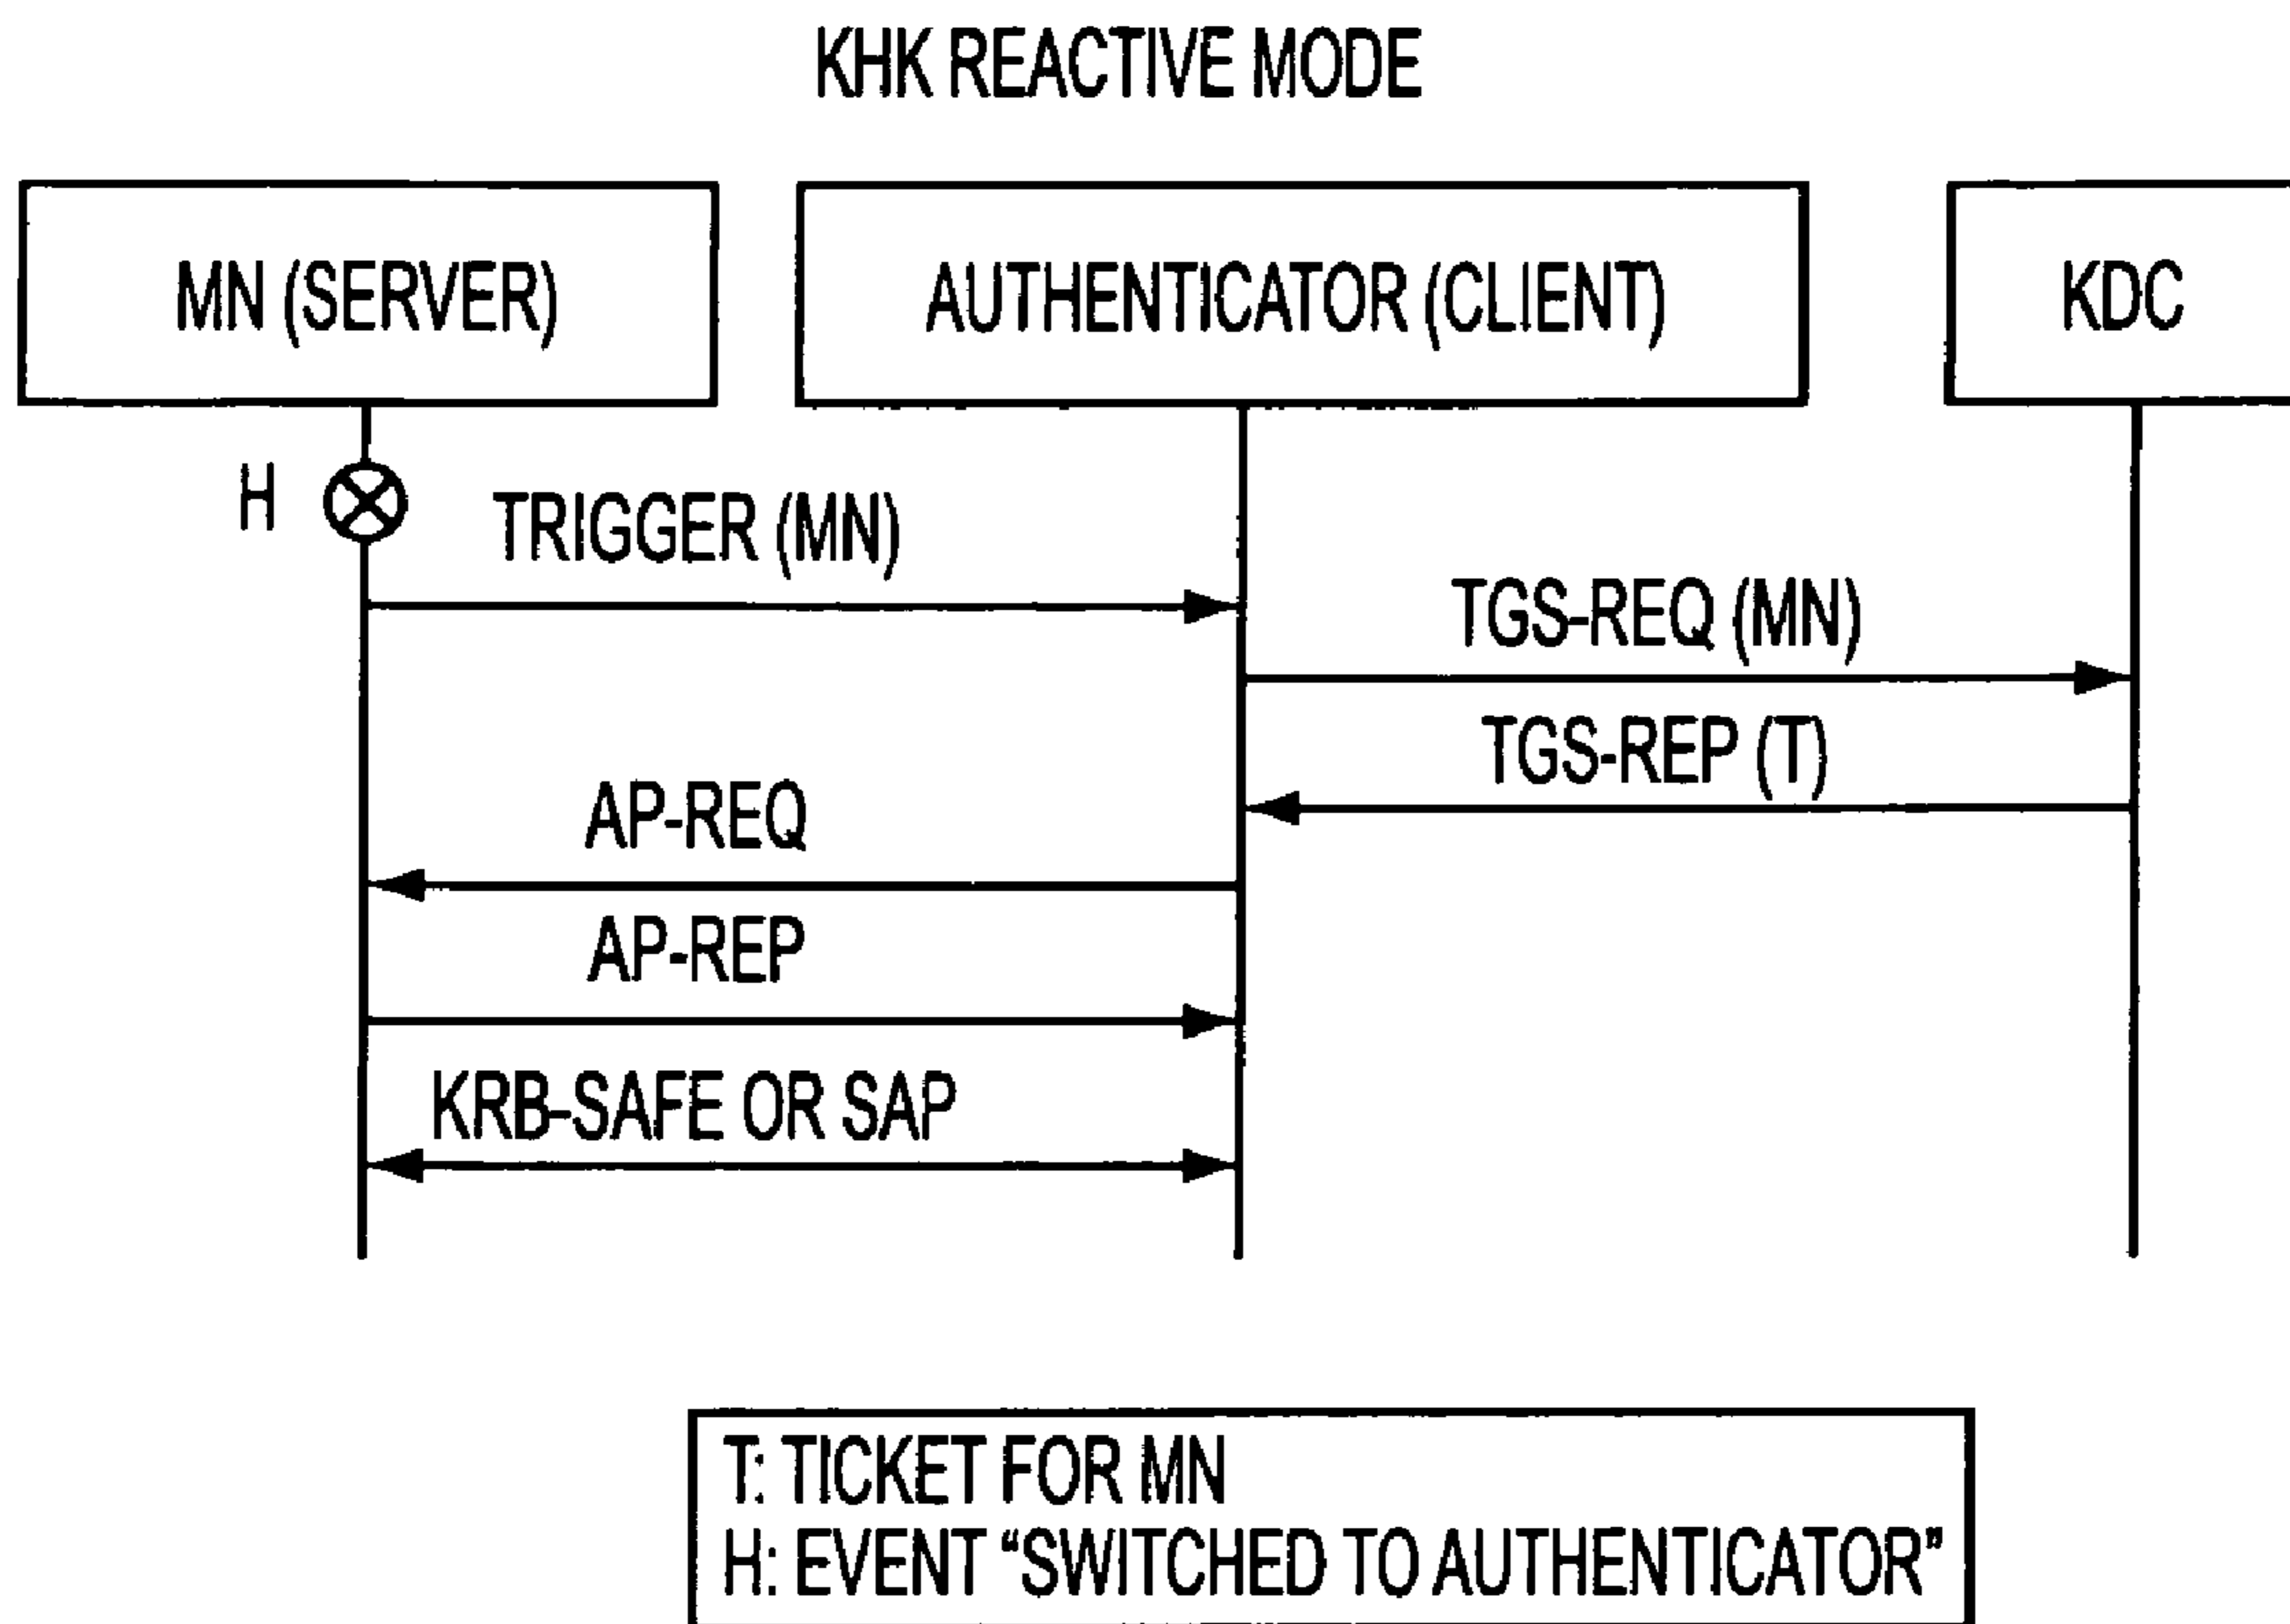 KHK REACTIVE MODE
MN (SERVER)
AUTHENTICATOR (CLIENT)
KDC
H
TRIGGER (MN)
TGS-REQ (MN)
TGS-REP (T)
AP-REQ
AP-REP
KRB-SAFE OR SAP
T: TICKET FOR MN
H: EVENT “SWITCHED TO AUTHENTICATOR”